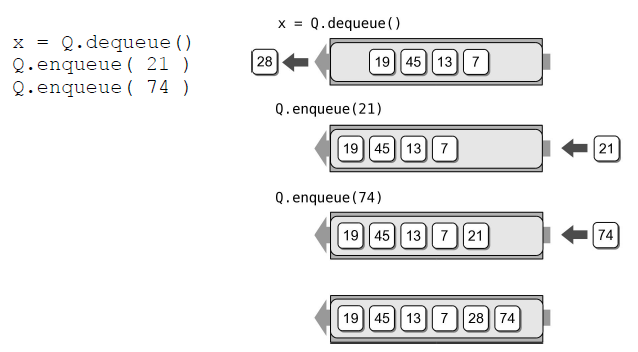 x = Q.dequeue()
Q.enqueue( 21 )
Q.enqueue( 74 )
x = Q.dequeue()
28 19 45 13 7
Q.enqueue(21)
19 45 13 7 21
Q.enqueue(74)
19 45 13 7 21 74
19 45 13 7 28 74